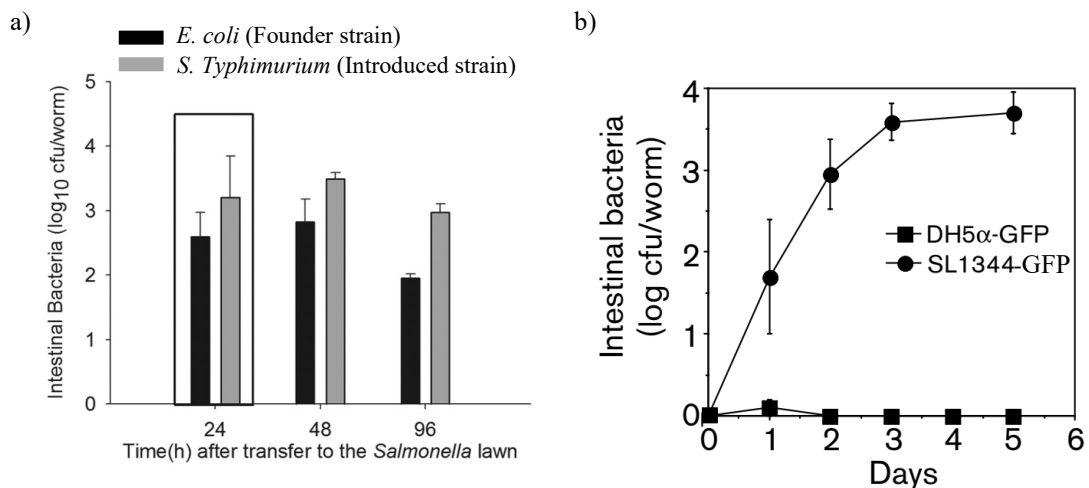 a)
E. coli (Founder strain)
S. Typhimurium (Introduced strain)
Intestinal Bacteria (log10 cfu/worm)
5
4
3
2
1
0
24 48 96
Time(h) after transfer to the Salmonella lawn
b)
Intestinal bacteria
(log cfu/worm)
4
3
2
1
0
DH5α-GFP
SL1344-GFP
0 1 2 3 4 5 6
Days